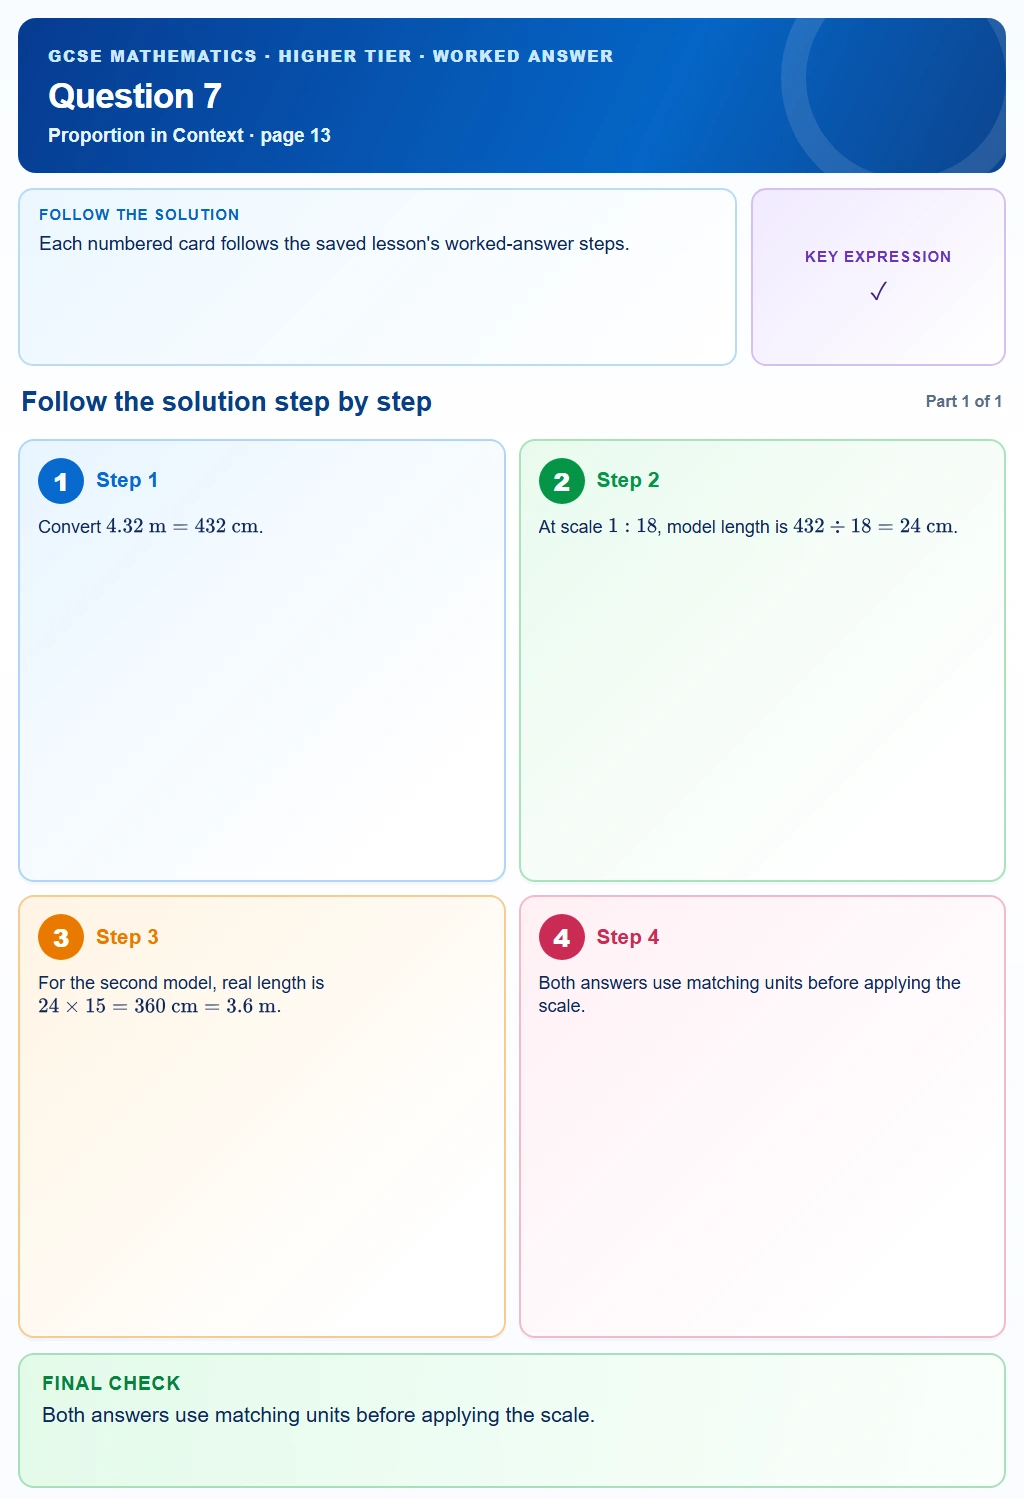 GCSE MATHEMATICS · HIGHER TIER · WORKED ANSWER
Question 7
Proportion in Context · page 13
FOLLOW THE SOLUTION
Each numbered card follows the saved lesson's worked-answer steps.
KEY EXPRESSION
✓
Follow the solution step by step
Part 1 of 1
1 Step 1
Convert 4.32 m = 432 cm.
2 Step 2
At scale 1 : 18, model length is 432 ÷ 18 = 24 cm.
3 Step 3
For the second model, real length is
24 × 15 = 360 cm = 3.6 m.
4 Step 4
Both answers use matching units before applying the
scale.
FINAL CHECK
Both answers use matching units before applying the scale.